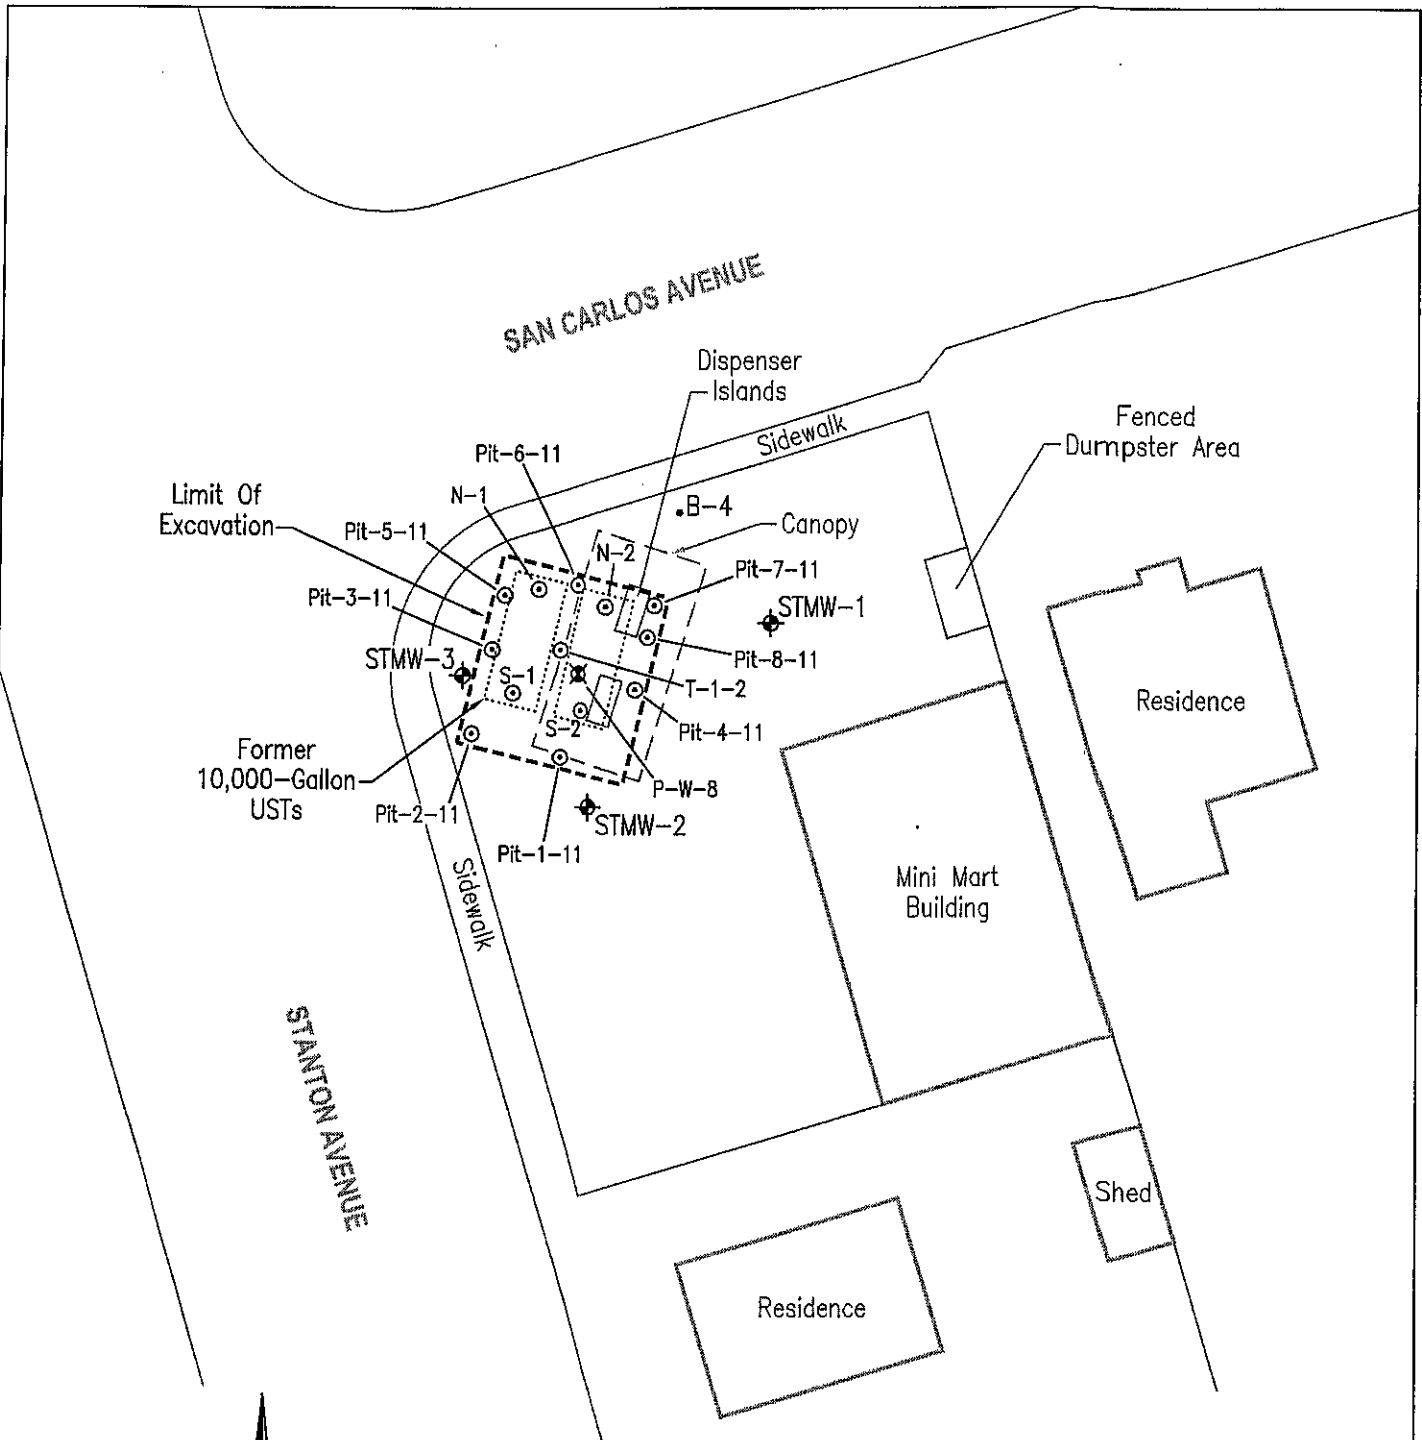 SAN CARLOS AVENUE
Dispenser
Islands
Fenced
Dumpster Area
Sidewalk
Pit-6-11
Limit Of
Excavation
N-1
B-4
Canopy
Pit-5-11
N-2
Pit-7-11
Pit-3-11
STMW-1
STMW-3
S-1
Pit-8-11
T-1-2
Residence
S-2
Pit-4-11
Former
10,000-Gallon
USTs
P-W-8
Pit-2-11
STMW-2
Pit-1-11
Sidewalk
Mini Mart
Building
STANTON AVENUE
Shed
Residence